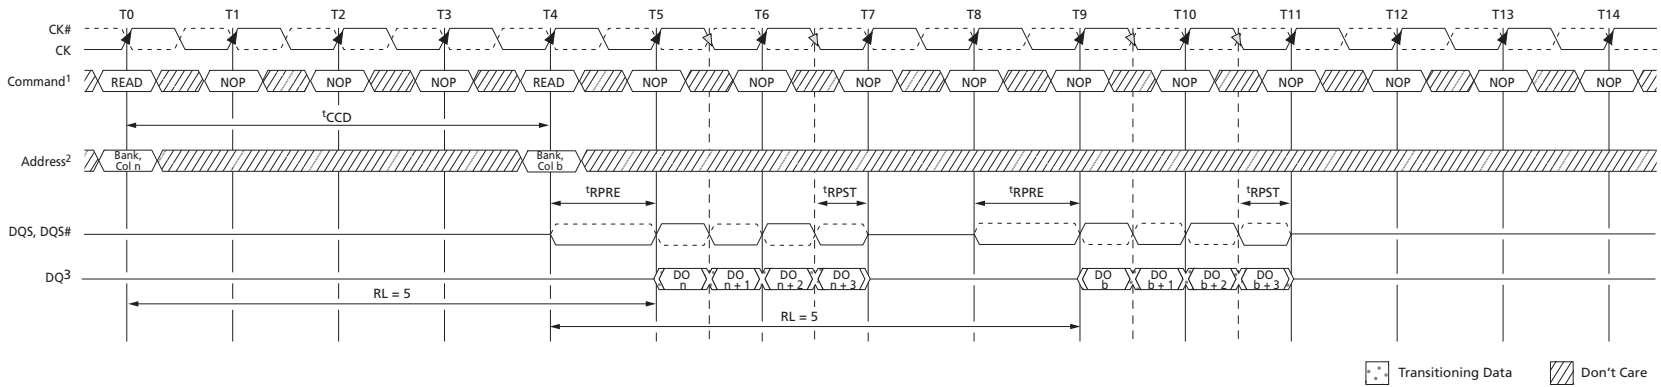 T0 T1 T2 T3 T4 T5 T6 T7 T8 T9 T10 T11 T12 T13 T14
CK#
CK
Command1 READ NOP NOP NOP READ NOP NOP NOP NOP NOP NOP NOP NOP NOP NOP
tCCD
Address2 Bank, Col n Bank, Col b
tRPRE tRPST tRPRE tRPST
DQS, DQS#
DQ3 DO n DO n + 1 DO n + 2 DO n + 3 DO b DO b + 1 DO b + 2 DO b + 3
RL = 5
RL = 5
Transitioning Data Don't Care